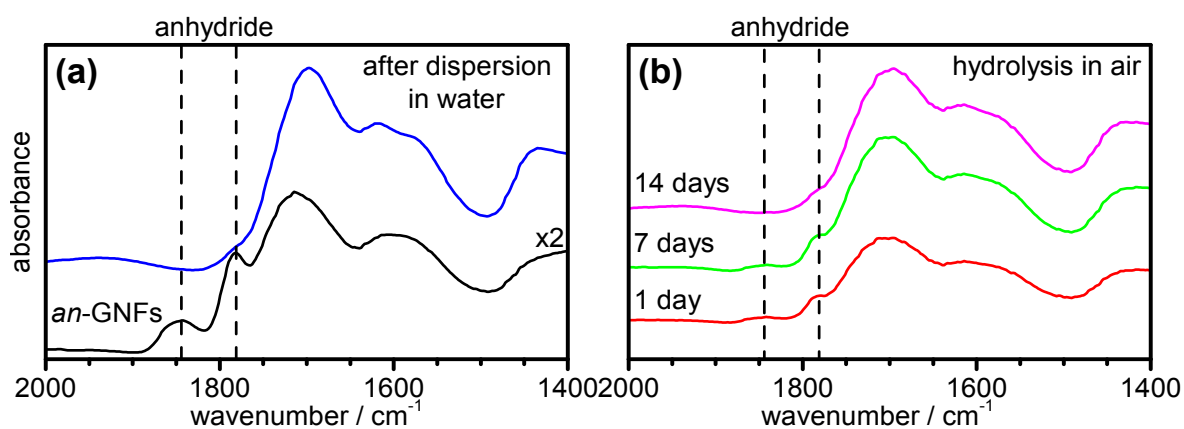 anhydride
(a)
after dispersion
in water
x2
an-GNFs
absorbance
2000
1800
1600
1400
wavenumber / cm⁻¹
anhydride
(b)
hydrolysis in air
14 days
7 days
1 day
2000
1800
1600
1400
wavenumber / cm⁻¹